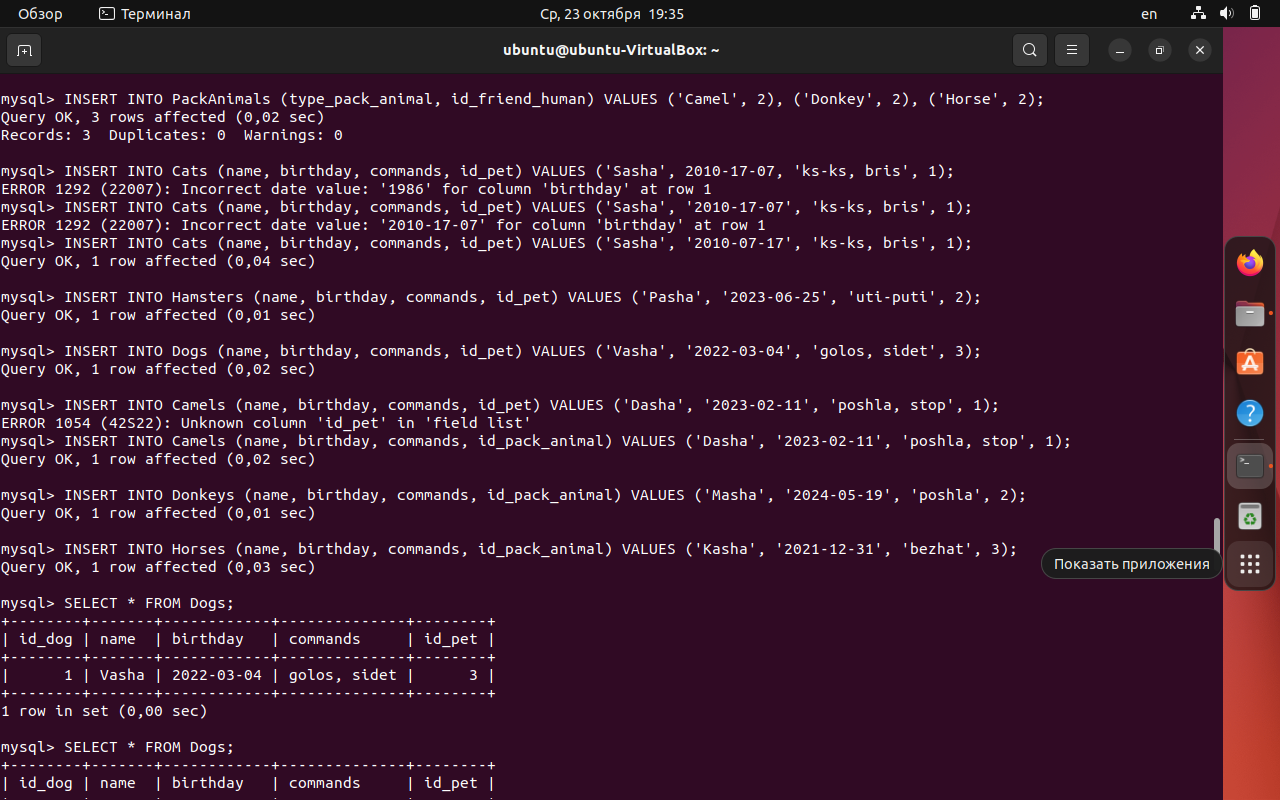 Обзор Терминал Ср, 23 октября 19:35 en
ubuntu@ubuntu-VirtualBox: ~
mysql> INSERT INTO PackAnimals (type_pack_animal, id_friend_human) VALUES ('Camel', 2), ('Donkey', 2), ('Horse', 2);
Query OK, 3 rows affected (0,02 sec)
Records: 3  Duplicates: 0  Warnings: 0
mysql> INSERT INTO Cats (name, birthday, commands, id_pet) VALUES ('Sasha', 2010-17-07, 'ks-ks, bris', 1);
ERROR 1292 (22007): Incorrect date value: '1986' for column 'birthday' at row 1
mysql> INSERT INTO Cats (name, birthday, commands, id_pet) VALUES ('Sasha', '2010-17-07', 'ks-ks, bris', 1);
ERROR 1292 (22007): Incorrect date value: '2010-17-07' for column 'birthday' at row 1
mysql> INSERT INTO Cats (name, birthday, commands, id_pet) VALUES ('Sasha', '2010-07-17', 'ks-ks, bris', 1);
Query OK, 1 row affected (0,04 sec)
mysql> INSERT INTO Hamsters (name, birthday, commands, id_pet) VALUES ('Pasha', '2023-06-25', 'uti-puti', 2);
Query OK, 1 row affected (0,01 sec)
mysql> INSERT INTO Dogs (name, birthday, commands, id_pet) VALUES ('Vasha', '2022-03-04', 'golos, sidet', 3);
Query OK, 1 row affected (0,02 sec)
mysql> INSERT INTO Camels (name, birthday, commands, id_pet) VALUES ('Dasha', '2023-02-11', 'poshla, stop', 1);
ERROR 1054 (42S22): Unknown column 'id_pet' in 'field list'
mysql> INSERT INTO Camels (name, birthday, commands, id_pack_animal) VALUES ('Dasha', '2023-02-11', 'poshla, stop', 1);
Query OK, 1 row affected (0,02 sec)
mysql> INSERT INTO Donkeys (name, birthday, commands, id_pack_animal) VALUES ('Masha', '2024-05-19', 'poshla', 2);
Query OK, 1 row affected (0,01 sec)
mysql> INSERT INTO Horses (name, birthday, commands, id_pack_animal) VALUES ('Kasha', '2021-12-31', 'bezhat', 3);
Query OK, 1 row affected (0,03 sec)
Показать приложения
mysql> SELECT * FROM Dogs;
+--------+-------+------------+--------------+--------+
| id_dog | name  | birthday   | commands     | id_pet |
+--------+-------+------------+--------------+--------+
|      1 | Vasha | 2022-03-04 | golos, sidet |      3 |
+--------+-------+------------+--------------+--------+
1 row in set (0,00 sec)
mysql> SELECT * FROM Dogs;
+--------+-------+------------+--------------+--------+
| id_dog | name  | birthday   | commands     | id_pet |